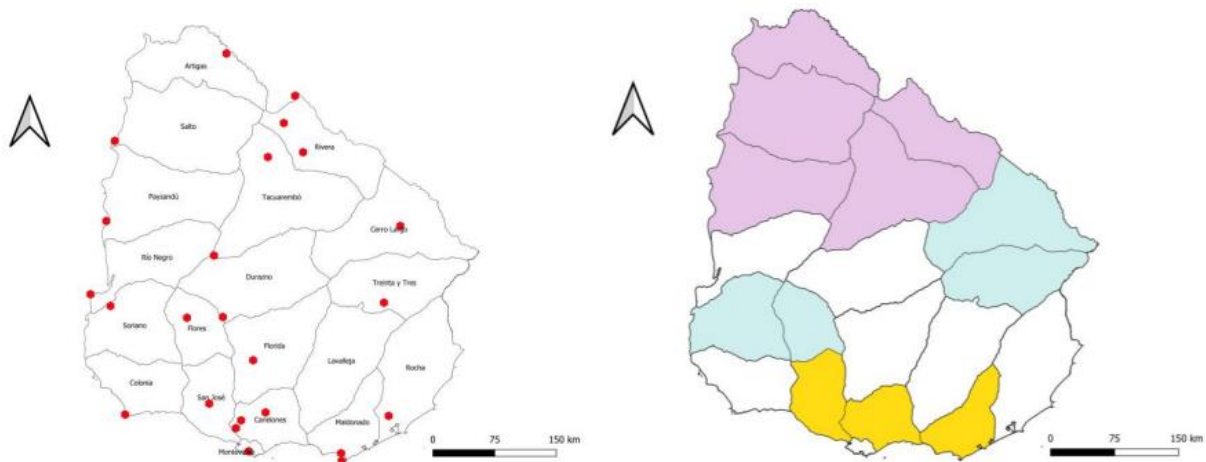 Artigas
Salto
Rivera
Paysandú
Tacuarembó
Cerro Largo
Río Negro
Durazno
Treinta y Tres
Soriano
Flores
Florida
Lavalleja
Rocha
Colonia
San José
Canelones
Maldonado
0 75 150 km
0 75 150 km